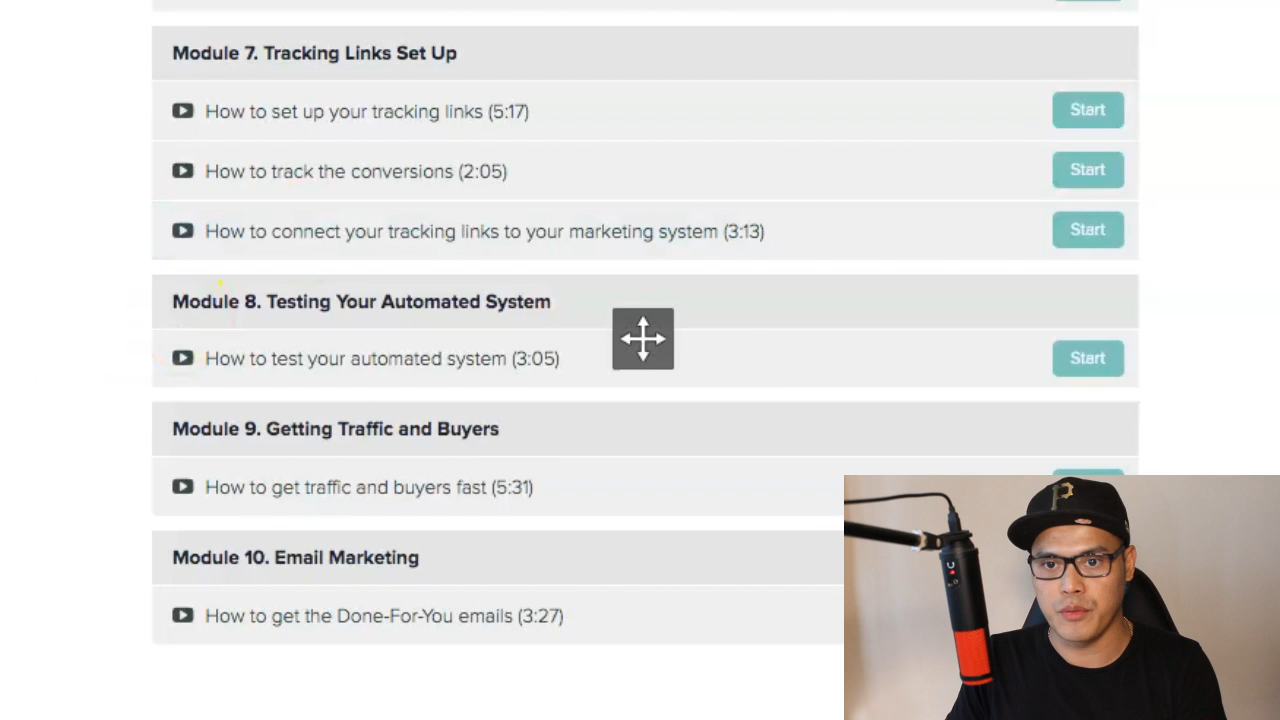 Module 7. Tracking Links Set Up
How to set up your tracking links (5:17)
Start
How to track the conversions (2:05)
Start
How to connect your tracking links to your marketing system (3:13)
Start
Module 8. Testing Your Automated System
How to test your automated system (3:05)
Start
Module 9. Getting Traffic and Buyers
How to get traffic and buyers fast (5:31)
Module 10. Email Marketing
How to get the Done-For-You emails (3:27)
P